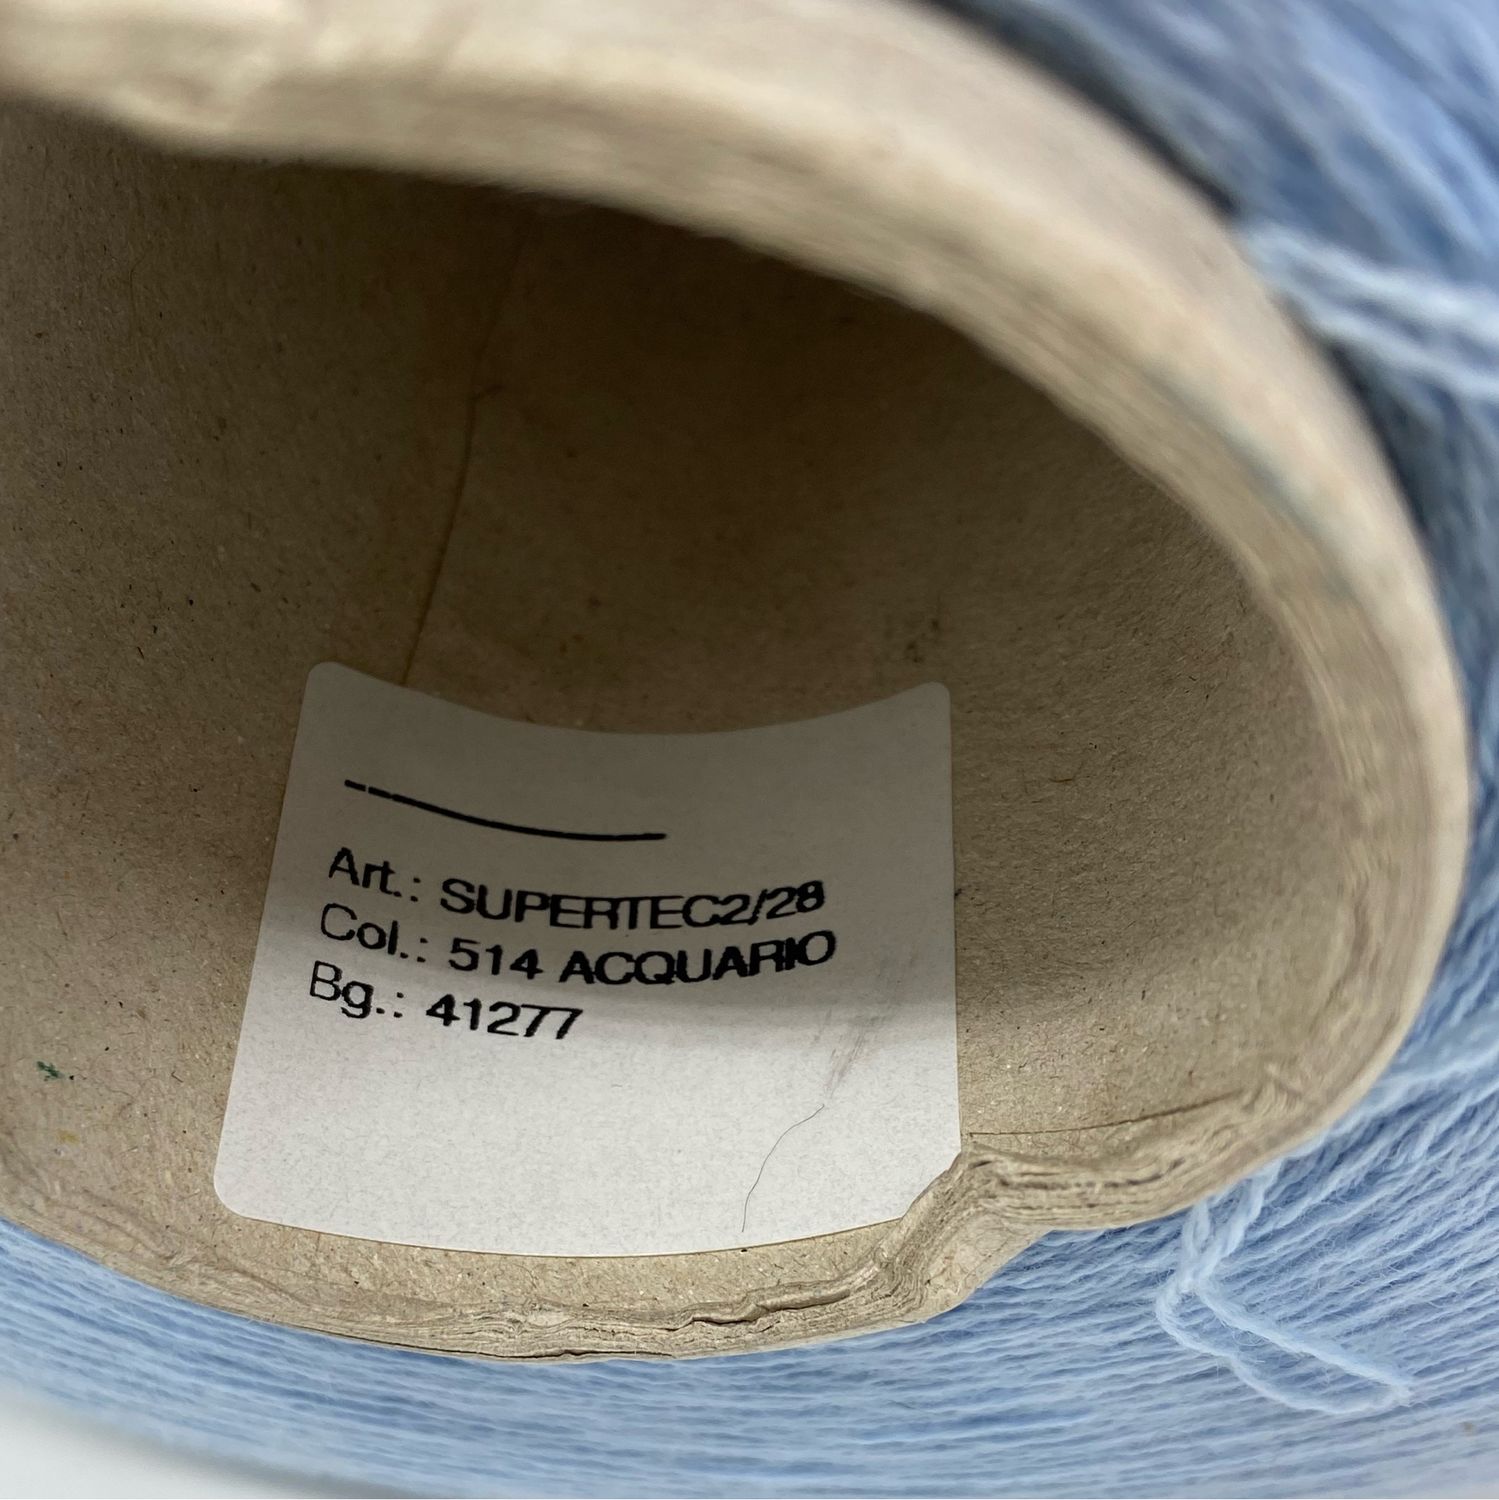 Art.: SUPERTEC2/28
Col.: 514 ACQUARIO
Bg.: 41277